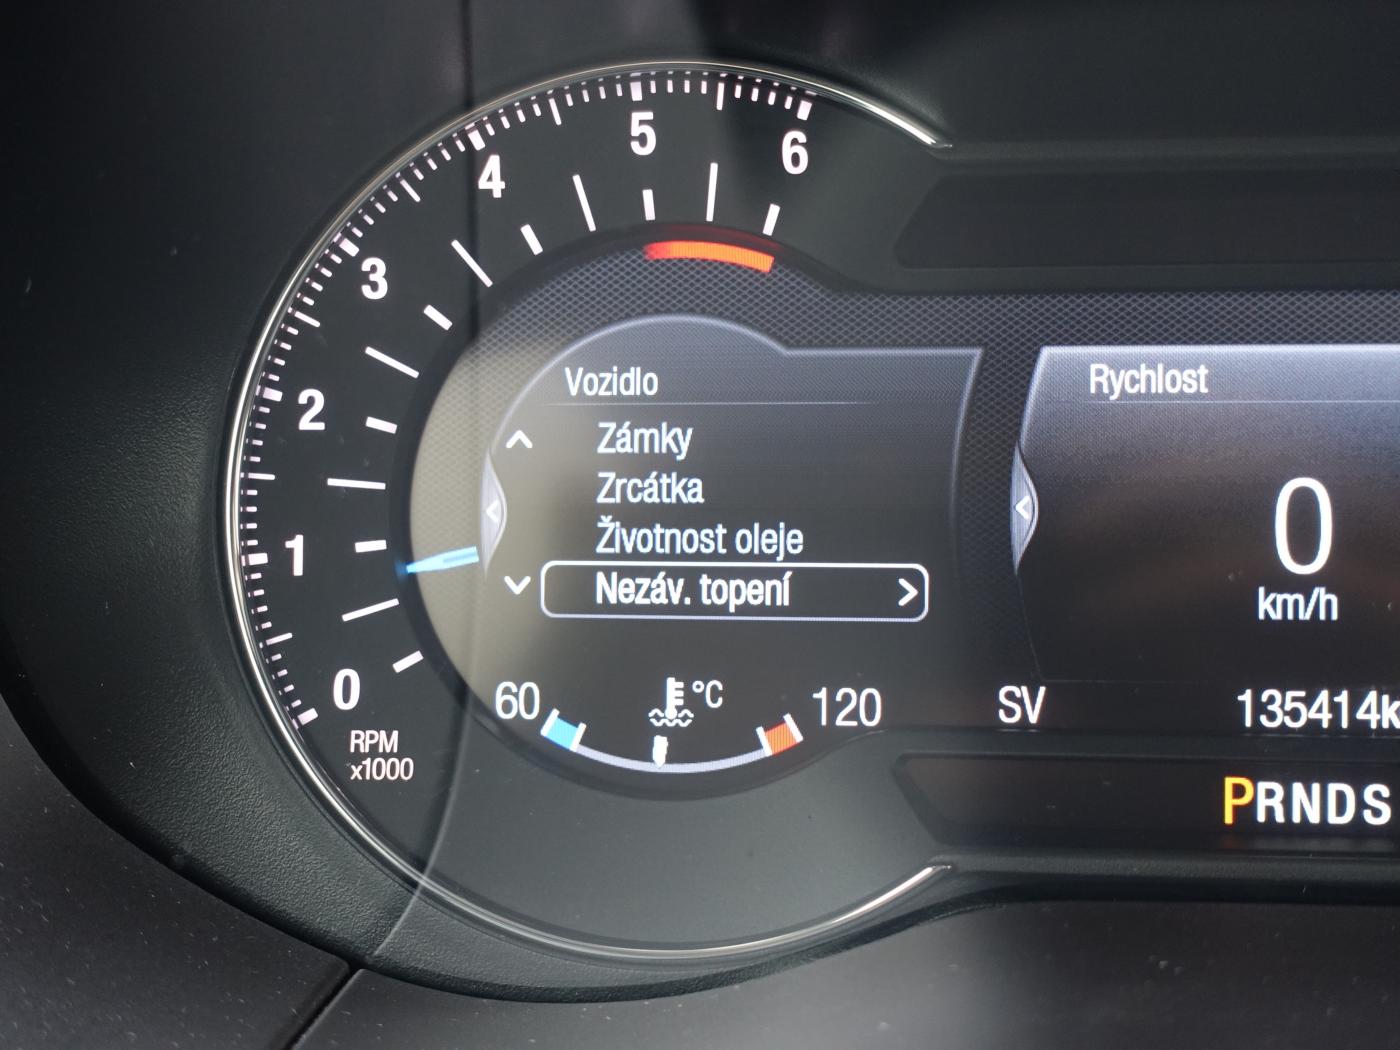 6
5
4
3
2
1
0
RPM
x1000
Vozidlo
Zámky
Zrcátka
Životnost oleje
Nezáv. topení
60
°C
120
Rychlost
0
km/h
SV
135414k
PRNDS